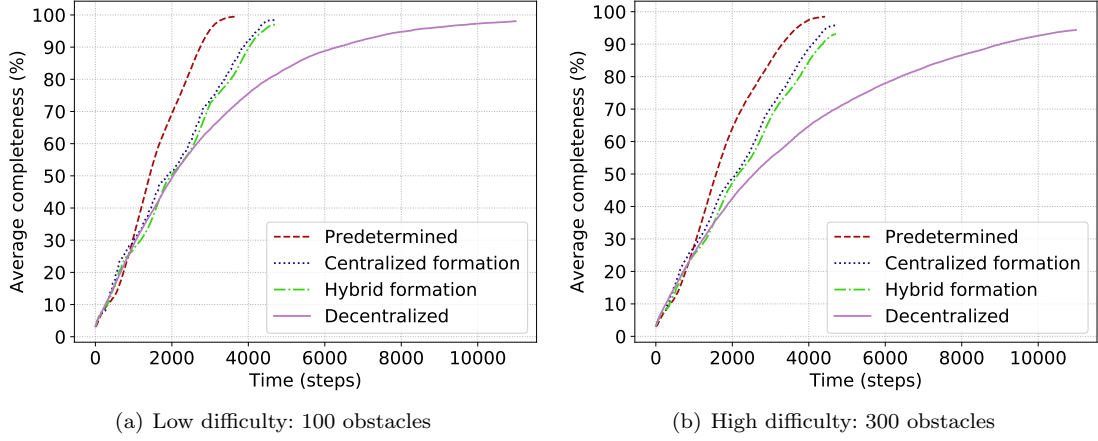 100
90
80
70
60
50
40
30
20
10
0
Average completeness (%)
Predetermined
Centralized formation
Hybrid formation
Decentralized
0 2000 4000 6000 8000 10000
Time (steps)
(a) Low difficulty: 100 obstacles
100
90
80
70
60
50
40
30
20
10
0
Average completeness (%)
Predetermined
Centralized formation
Hybrid formation
Decentralized
0 2000 4000 6000 8000 10000
Time (steps)
(b) High difficulty: 300 obstacles